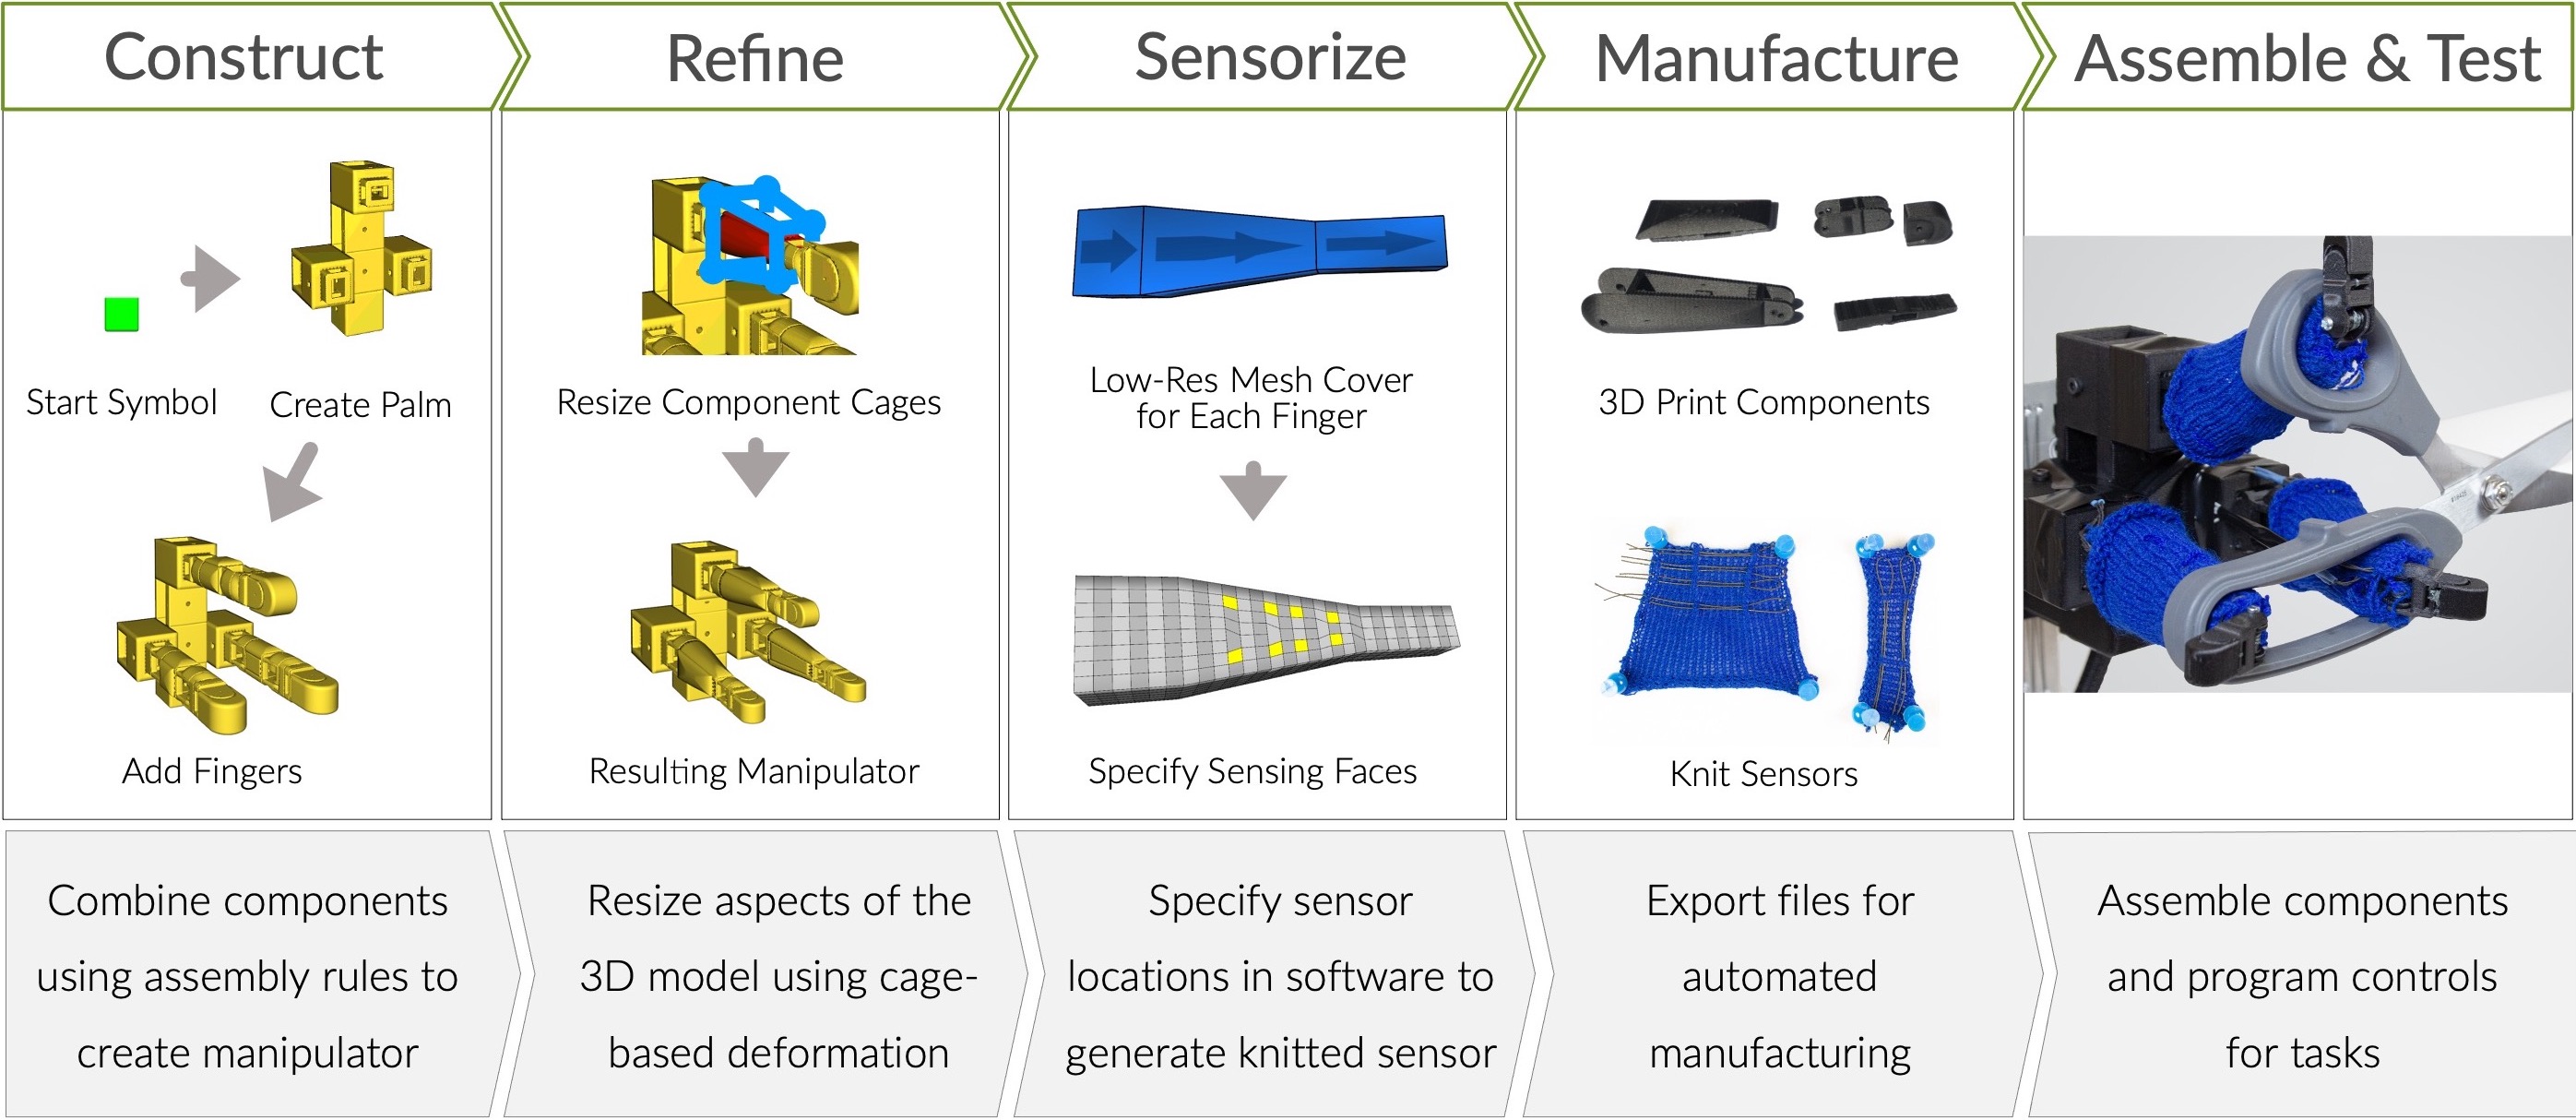 Construct
Refine
Sensorize
Manufacture
Assemble & Test
Start Symbol
Create Palm
Add Fingers
Resize Component Cages
Resulting Manipulator
Low-Res Mesh Cover
for Each Finger
Specify Sensing Faces
3D Print Components
Knit Sensors
Combine components
using assembly rules to
create manipulator
Resize aspects of the
3D model using cage-
based deformation
Specify sensor
locations in software to
generate knitted sensor
Export files for
automated
manufacturing
Assemble components
and program controls
for tasks